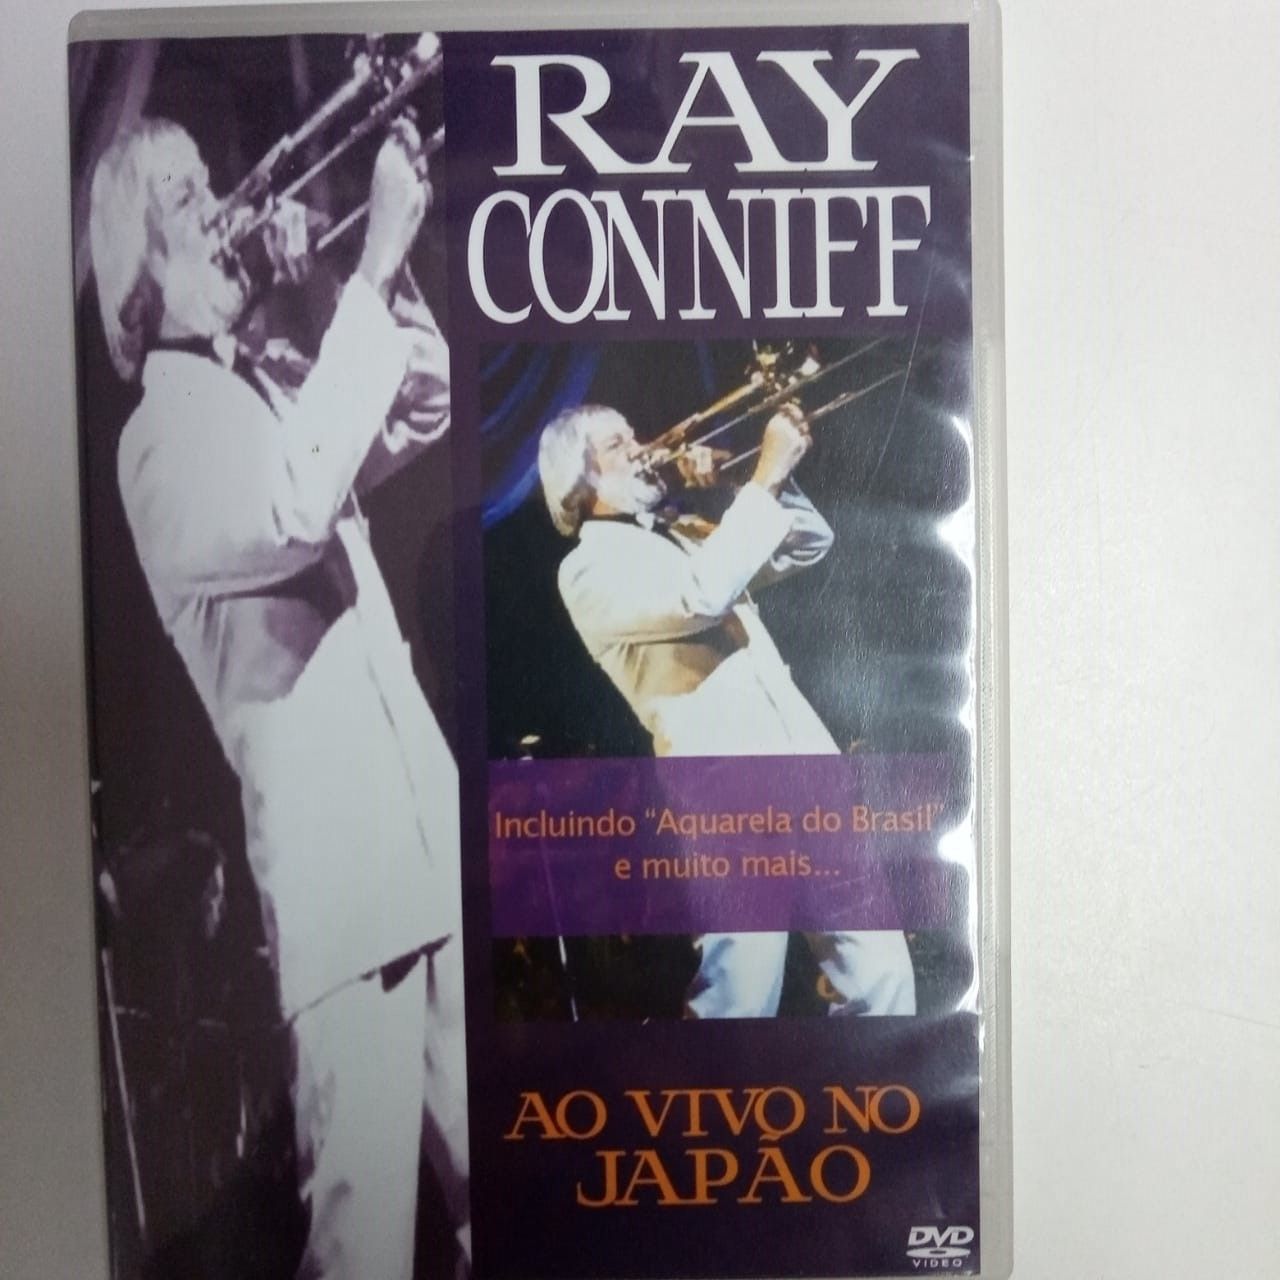 RAY
CONNIFF
Incluindo "Aquarela do Brasil"
e muito mais...
AO VIVO NO
JAPÃO
DVD
VIDEO